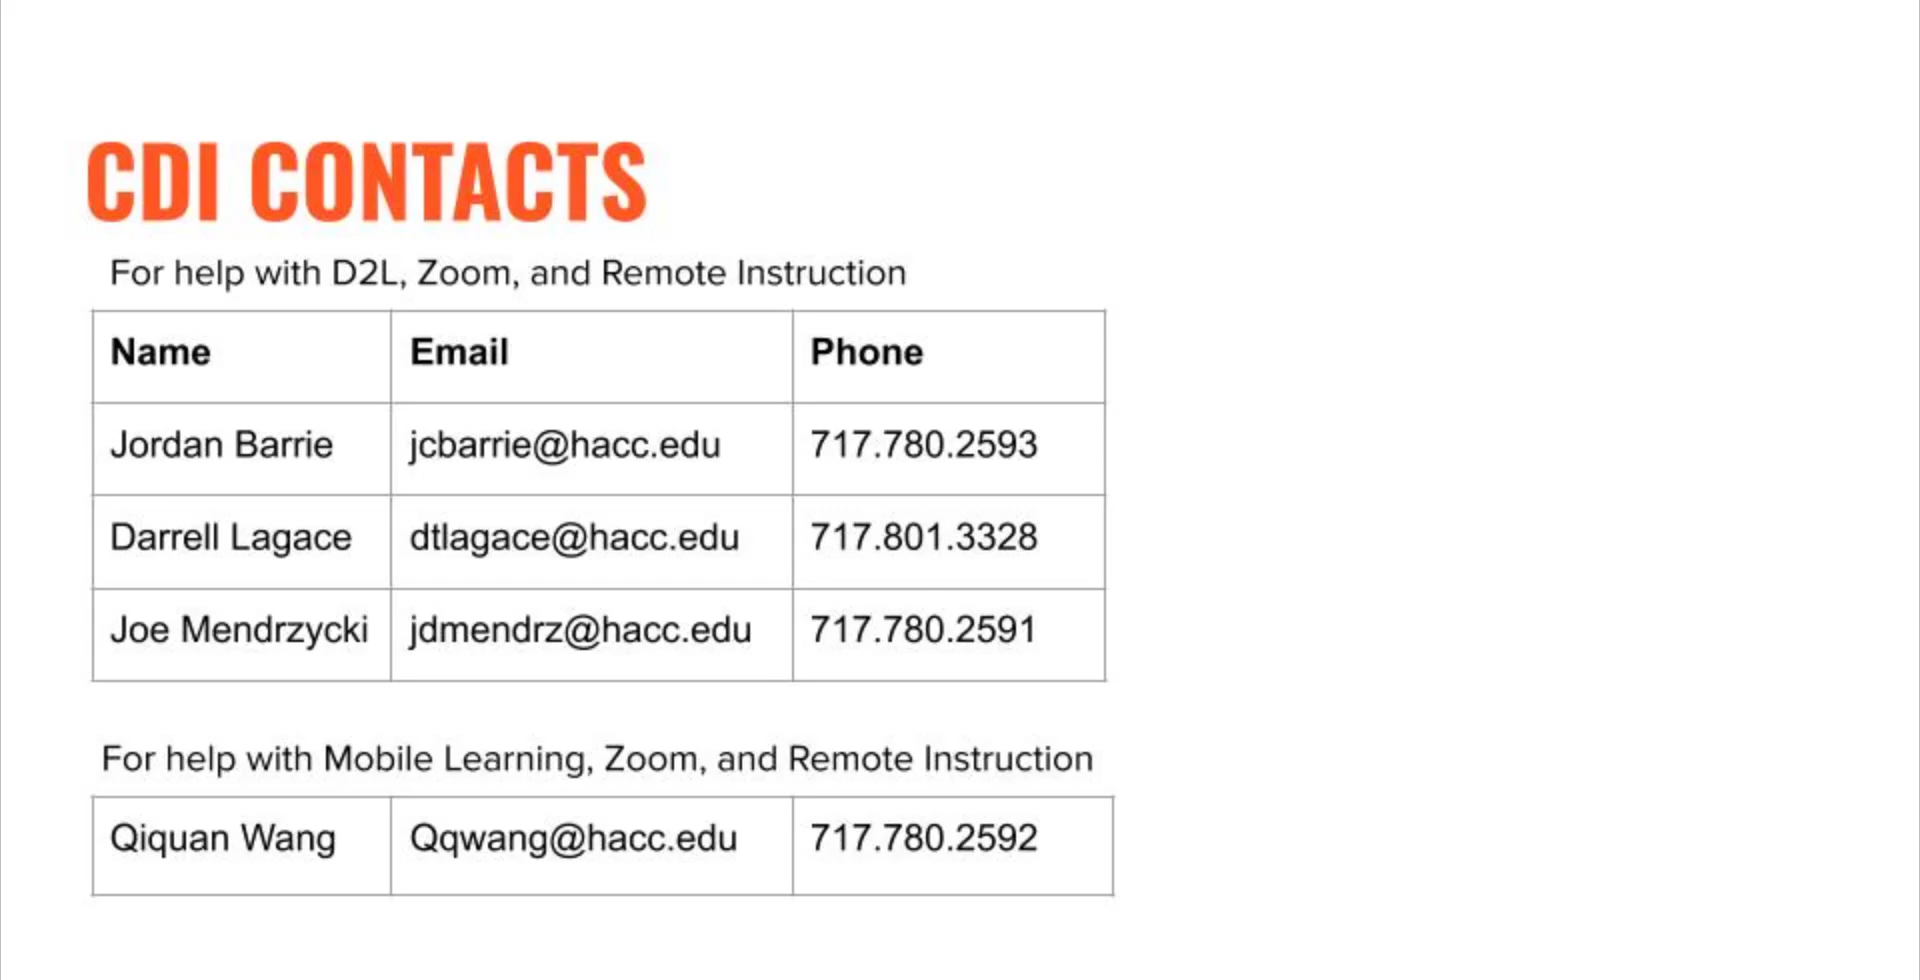 CDI CONTACTS
For help with D2L, Zoom, and Remote Instruction
Name Email Phone
Jordan Barrie jcbarrie@hacc.edu 717.780.2593
Darrell Lagace dtlagace@hacc.edu 717.801.3328
Joe Mendrzycki jdmendrz@hacc.edu 717.780.2591
For help with Mobile Learning, Zoom, and Remote Instruction
Qiquan Wang Qqwang@hacc.edu 717.780.2592